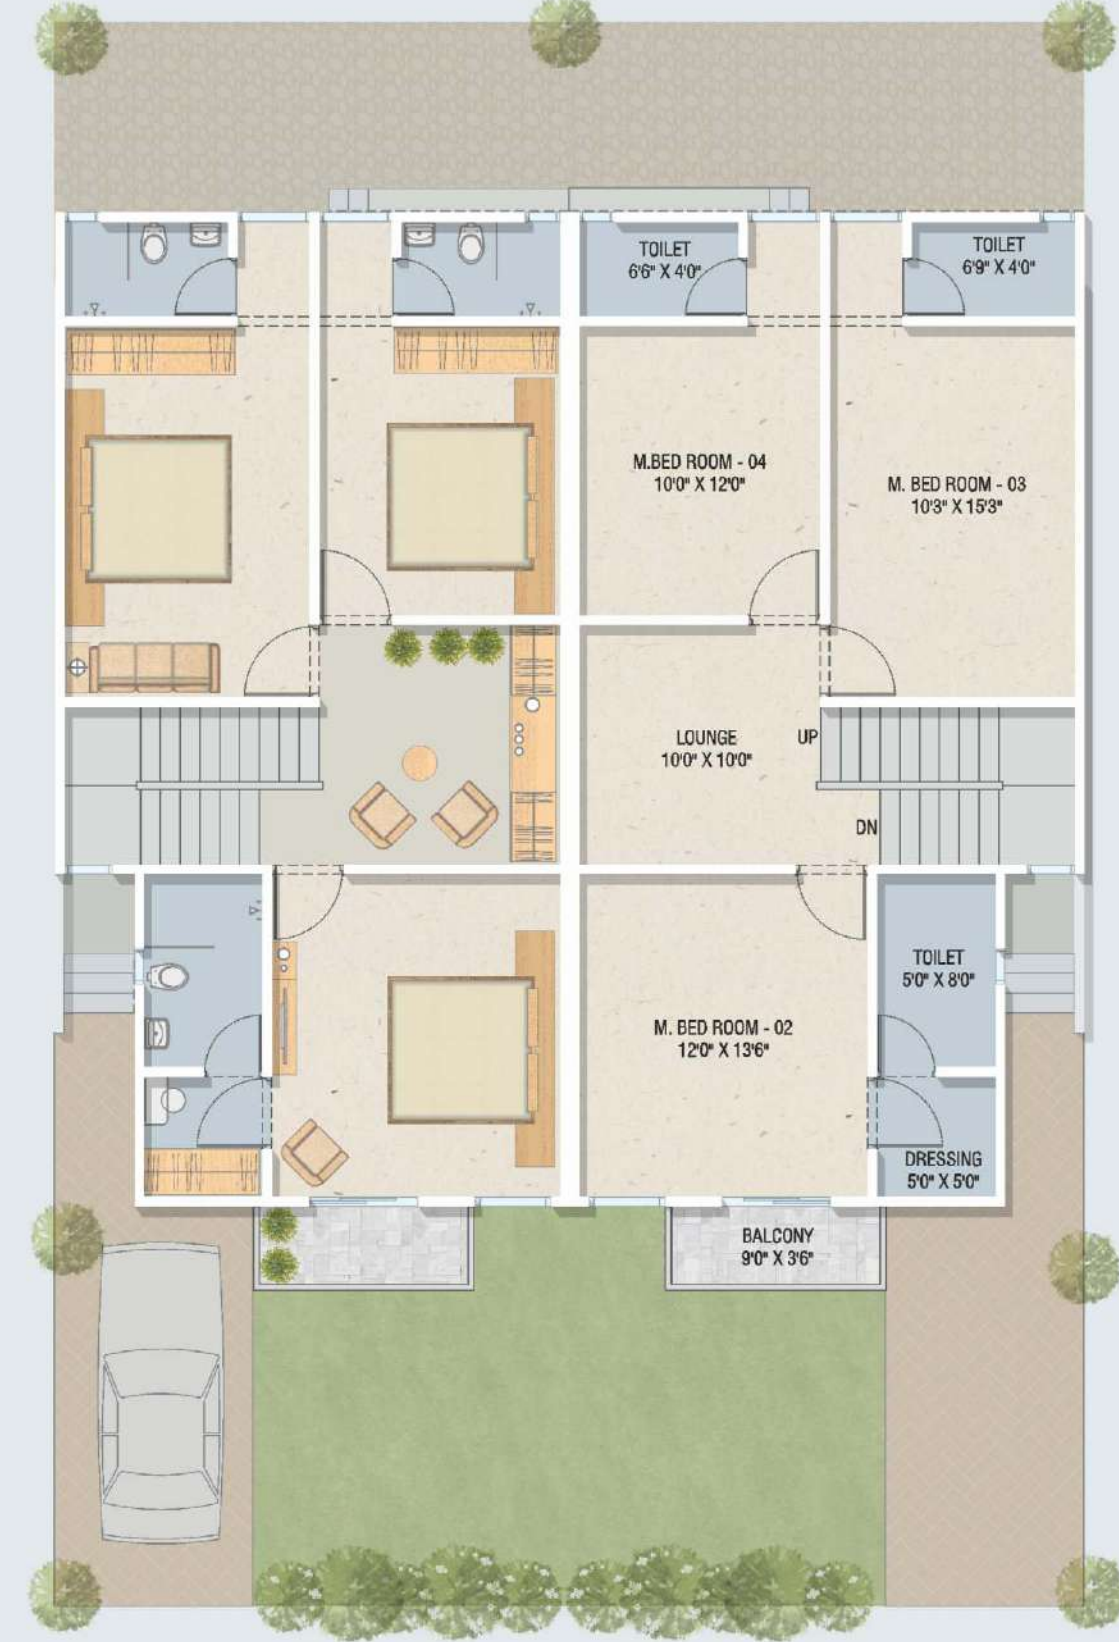 TOILET
6'6" X 4'0"
TOILET
6'9" X 4'0"
M.BED ROOM - 04
10'0" X 12'0"
M. BED ROOM - 03
10'3" X 15'3"
LOUNGE
10'0" X 10'0"
UP
DN
TOILET
5'0" X 8'0"
M. BED ROOM - 02
12'0" X 13'6"
DRESSING
5'0" X 5'0"
BALCONY
9'0" X 3'6"